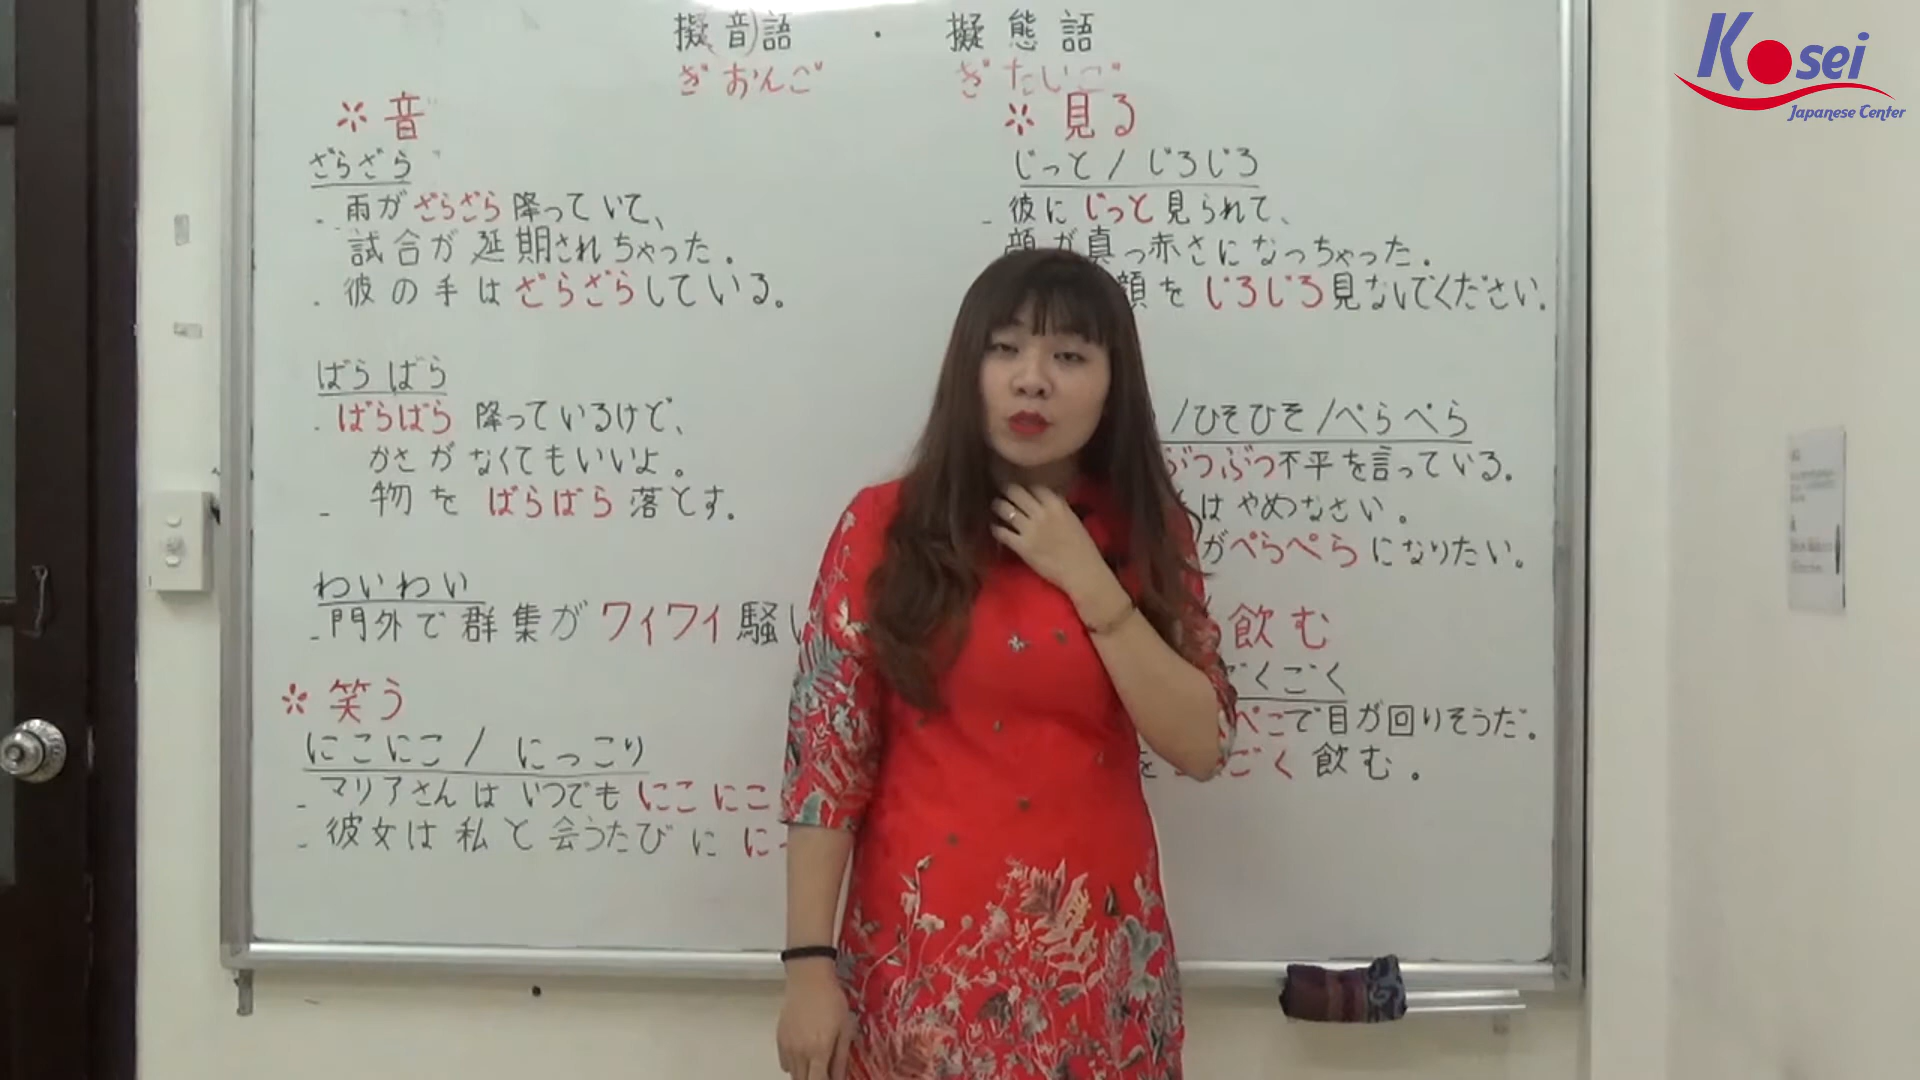 擬音語 ・ 擬態語
ぎおんご ぎたいご
* 音
ざらざら
- 雨がざらざら降っていて、
試合が延期されちゃった。
. 彼の手はざらざらしている。
ばらばら
. ばらばら降っているけど、
かさがなくてもいいよ。
- 物をばらばら落とす.
わいわい
- 門外で群集がワイワイ騒い
* 笑う
にこにこ / にっこり
- マリアさんはいつでもにこにこ
- 彼女は私と会うたびにに
* 見る
じっと / じろじろ
- 彼にじっと見られて、
顔が真っ赤さになっちゃった.
顔をじろじろ見ないでください.
/ ひそひそ / ぺらぺら
ぶつぶつ不平を言っている.
はやめなさい。
がぺらぺらになりたい。
飲む
ごくごく
ぺこで目が回りそうだ。
を ごく飲む。
Kosei
Japanese Center